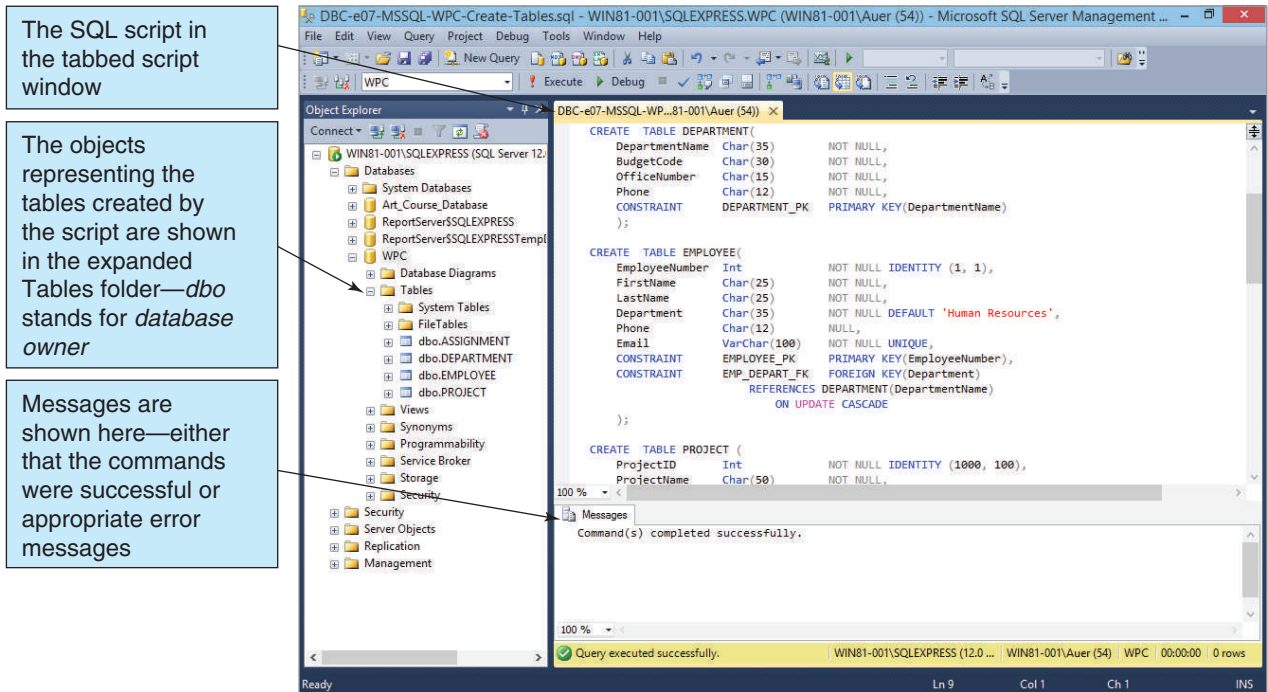 The SQL script in
the tabbed script
window
The objects
representing the
tables created by
the script are shown
in the expanded
Tables folder—dbo
stands for database
owner
Messages are
shown here—either
that the commands
were successful or
appropriate error
messages
DBC-e07-MSSQL-WPC-Create-Tables.sql - WIN81-001\SQLEXPRESS.WPC (WIN81-001\Auer (54)) - Microsoft SQL Server Management ...
File Edit View Query Project Debug Tools Window Help
New Query
WPC
Execute Debug
Object Explorer
Connect
WIN81-001\SQLEXPRESS (SQL Server 12.
Databases
System Databases
Art_Course_Database
ReportServer$SQLEXPRESS
ReportServer$SQLEXPRESSTemp
WPC
Database Diagrams
Tables
System Tables
FileTables
dbo.ASSIGNMENT
dbo.DEPARTMENT
dbo.EMPLOYEE
dbo.PROJECT
Views
Synonyms
Programmability
Service Broker
Storage
Security
Security
Server Objects
Replication
Management
DBC-e07-MSSQL-WP...81-001\Auer (54))
CREATE TABLE DEPARTMENT(
DepartmentName Char(35) NOT NULL,
BudgetCode Char(30) NOT NULL,
OfficeNumber Char(15) NOT NULL,
Phone Char(12) NOT NULL,
CONSTRAINT DEPARTMENT_PK PRIMARY KEY(DepartmentName)
);
CREATE TABLE EMPLOYEE(
EmployeeNumber Int NOT NULL IDENTITY (1, 1),
FirstName Char(25) NOT NULL,
LastName Char(25) NOT NULL,
Department Char(35) NOT NULL DEFAULT 'Human Resources',
Phone Char(12) NULL,
Email VarChar(100) NOT NULL UNIQUE,
CONSTRAINT EMPLOYEE_PK PRIMARY KEY(EmployeeNumber),
CONSTRAINT EMP_DEPART_FK FOREIGN KEY(Department)
REFERENCES DEPARTMENT(DepartmentName)
ON UPDATE CASCADE
);
CREATE TABLE PROJECT (
ProjectID Int NOT NULL IDENTITY (1000, 100),
ProjectName Char(50) NOT NULL,
100 %
Messages
Command(s) completed successfully.
100 %
Query executed successfully. WIN81-001\SQLEXPRESS (12.0 ... WIN81-001\Auer (54) WPC 00:00:00 0 rows
Ready Ln 9 Col 1 Ch 1 INS